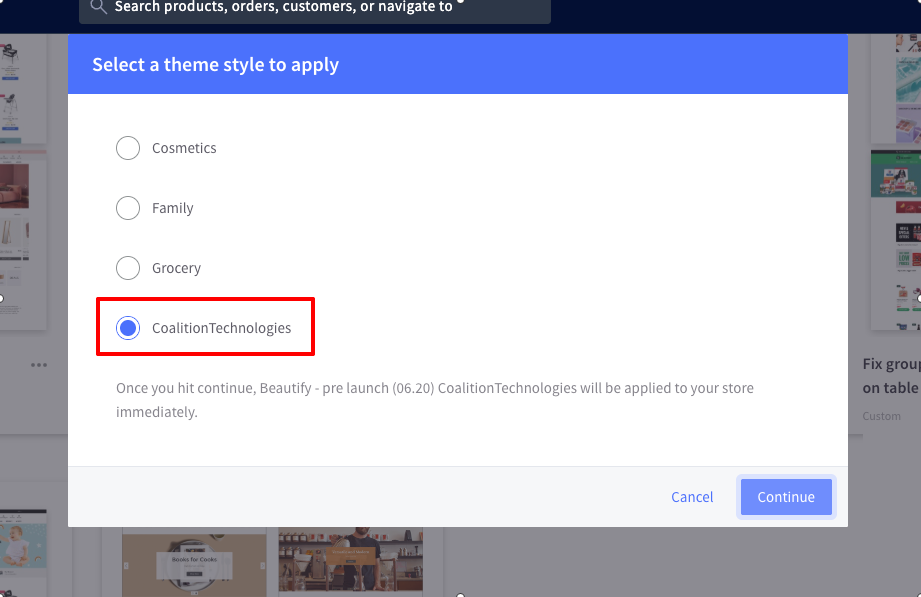 Search products, orders, customers, or navigate to
Select a theme style to apply
Cosmetics
Family
Grocery
CoalitionTechnologies
Once you hit continue, Beautify - pre launch (06.20) CoalitionTechnologies will be applied to your store
immediately.
Cancel
Continue
Fix group
on table
Custom
Books for Cooks